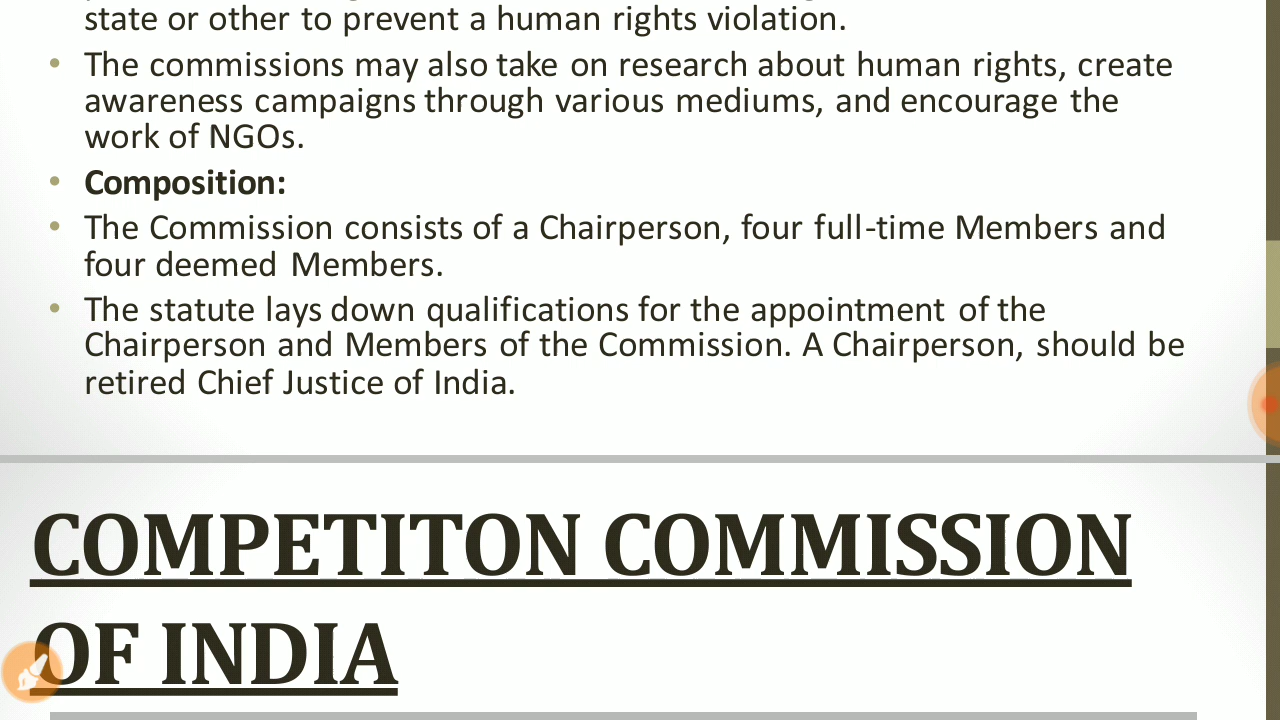 state or other to prevent a human rights violation.
• The commissions may also take on research about human rights, create
awareness campaigns through various mediums, and encourage the
work of NGOs.
• Composition:
• The Commission consists of a Chairperson, four full-time Members and
four deemed Members.
• The statute lays down qualifications for the appointment of the
Chairperson and Members of the Commission. A Chairperson, should be
retired Chief Justice of India.
COMPETITON COMMISSION
OF INDIA